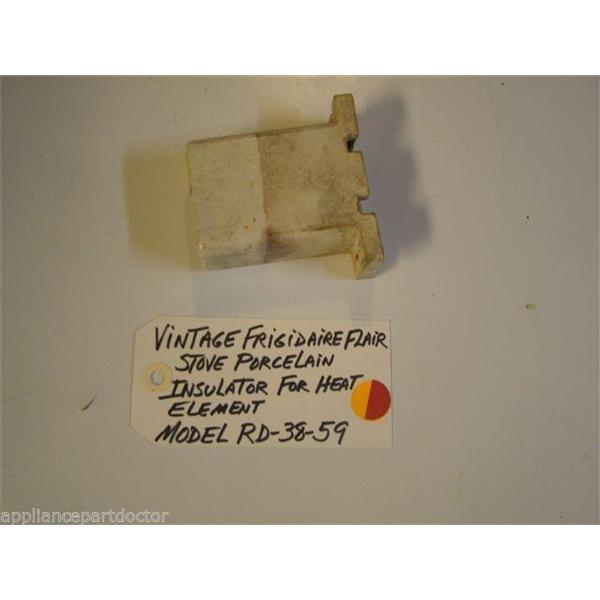 VINTAGE FRIGIDAIRE FLAIR
STOVE PORCELAIN
INSULATOR FOR HEAT
ELEMENT
MODEL RD-38-59
appliancepartdoctor